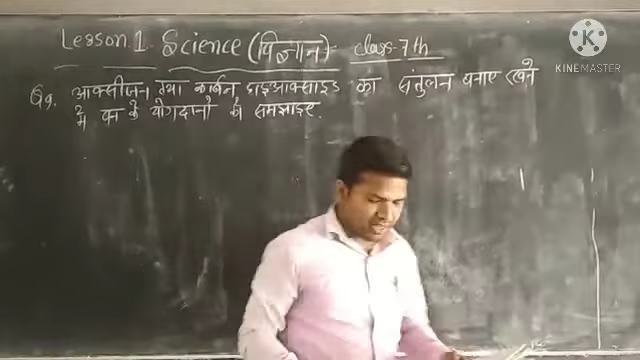 Lesson 1 Science (विज्ञान)- class-7th
KINEMASTER
Q9. आक्सीजन तथा कार्बन डाइआक्साइड का संतुलन बनाए रखने
में वन के योगदानो को समझाइए.